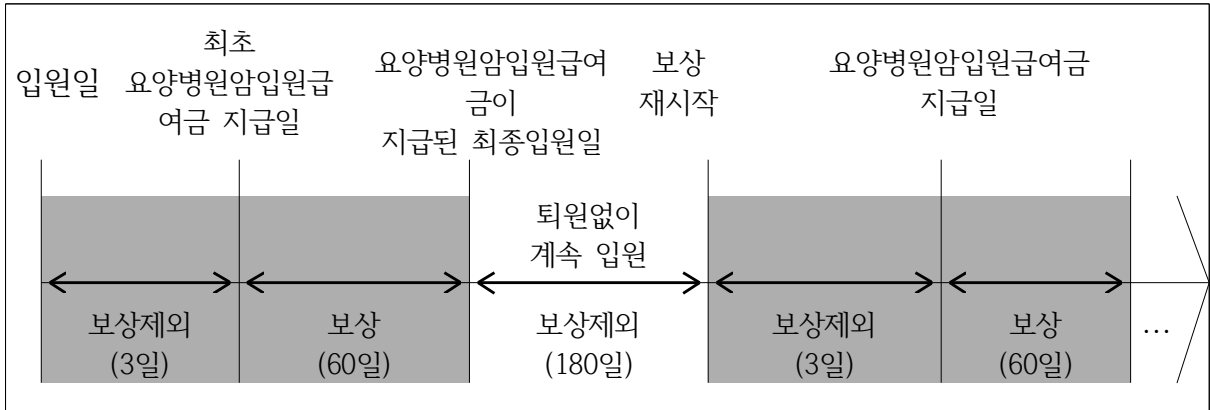 입원일
최초
요양병원암입원급
여금 지급일
요양병원암입원급여
금이
지급된 최종입원일
보상
재시작
요양병원암입원급여금
지급일
퇴원없이
계속 입원
보상제외
(3일)
보상
(60일)
보상제외
(180일)
보상제외
(3일)
보상
(60일)
…